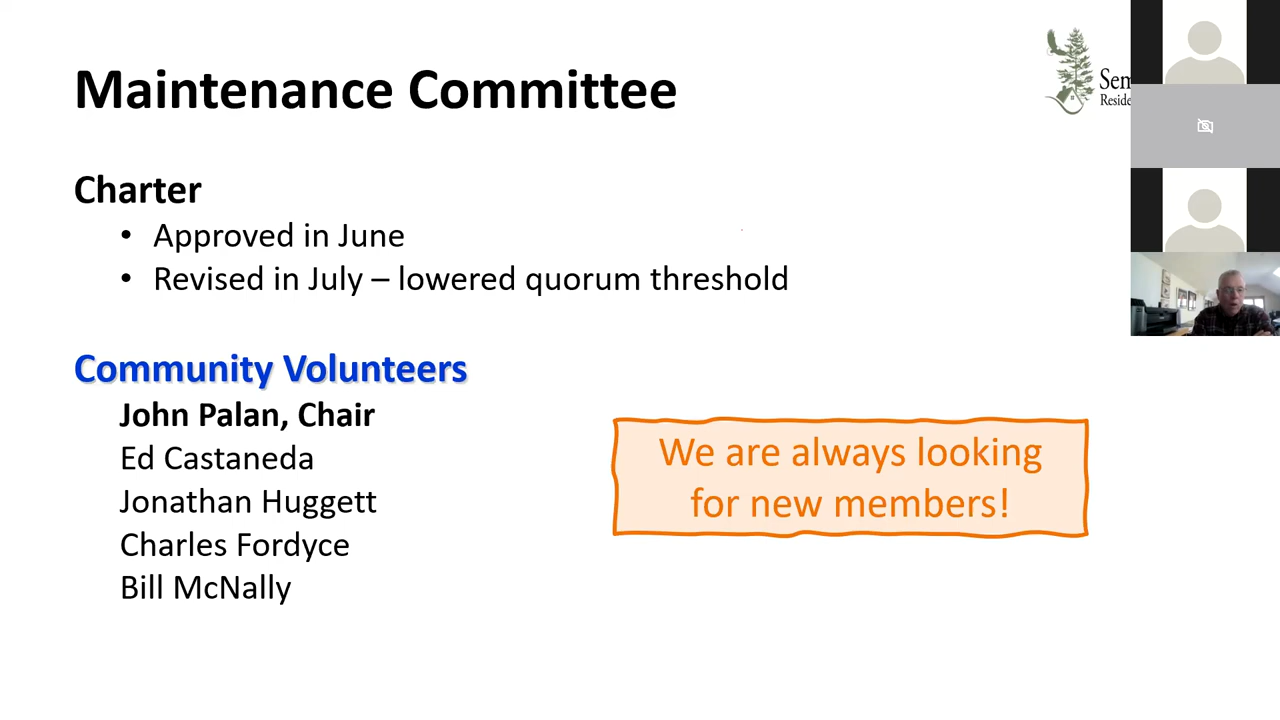 Maintenance Committee
Charter
• Approved in June
• Revised in July – lowered quorum threshold
Community Volunteers
John Palan, Chair
Ed Castaneda
Jonathan Huggett
Charles Fordyce
Bill McNally
We are always looking
for new members!